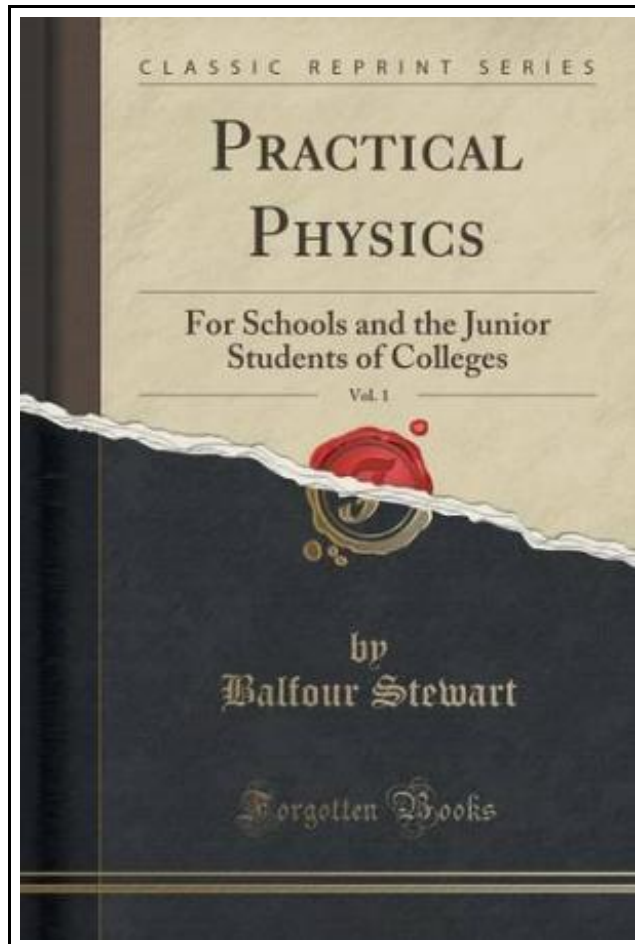 CLASSIC REPRINT SERIES
PRACTICAL
PHYSICS
For Schools and the Junior
Students of Colleges
Vol. 1
by
Balfour Stewart
Forgotten Books